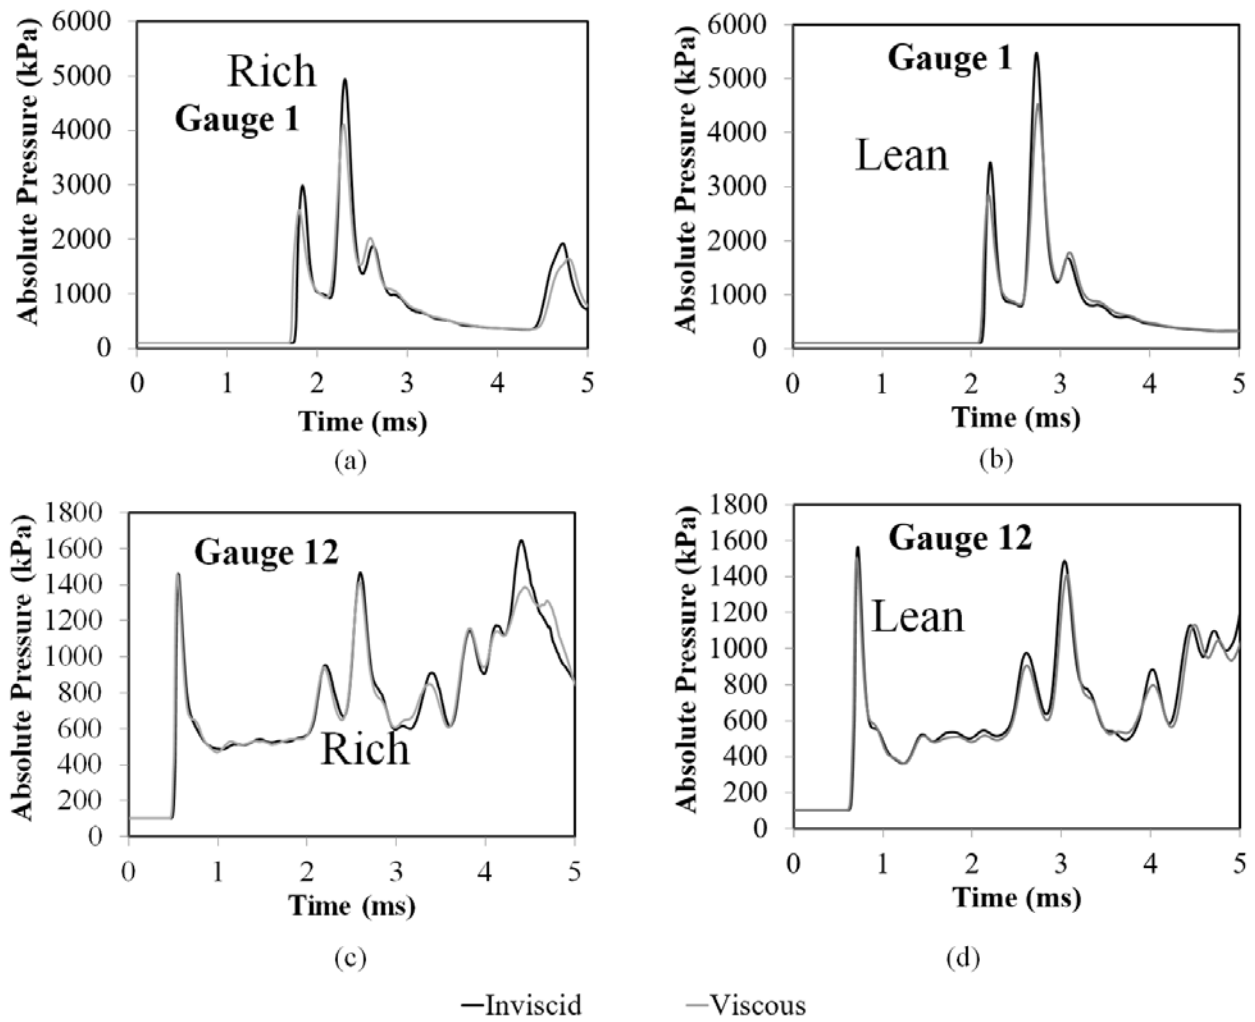 Absolute Pressure (kPa)
6000
5000
4000
3000
2000
1000
0
Rich
Gauge 1
0 1 2 3 4 5
Time (ms)
(a)
Absolute Pressure (kPa)
6000
5000
4000
3000
2000
1000
0
Gauge 1
Lean
0 1 2 3 4 5
Time (ms)
(b)
Absolute Pressure (kPa)
1800
1600
1400
1200
1000
800
600
400
200
0
Gauge 12
Rich
0 1 2 3 4 5
Time (ms)
(c)
Absolute Pressure (kPa)
1800
1600
1400
1200
1000
800
600
400
200
0
Gauge 12
Lean
0 1 2 3 4 5
Time (ms)
(d)
Inviscid
Viscous